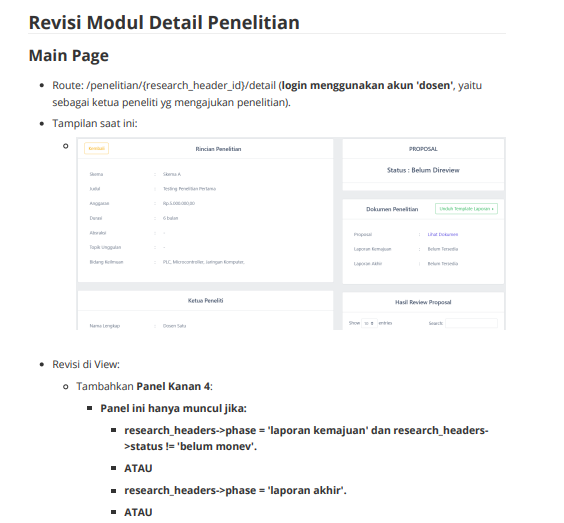 Revisi Modul Detail Penelitian
Main Page
Route: /penelitian/{research_header_id}/detail (login menggunakan akun 'dosen', yaitu
sebagai ketua peneliti yg mengajukan penelitian).
Tampilan saat ini:
Kembali
Rincian Penelitian
Skema : Skema A
Judul : Testing Penelitian Pertama
Anggaran : Rp.5.000.000,00
Durasi : 0 bulan
Abstraksi : -
Topik Unggulan : -
Bidang Keilmuan : PLC, Microcontroller, Jaringan Komputer,
Ketua Peneliti
Nama Lengkap : Dosen Satu
PROPOSAL
Status : Belum Direview
Dokumen Penelitian
Unduh Template Laporan
Proposal : Lihat Dokumen
Laporan Kemajuan : Belum Tersedia
Laporan Akhir : Belum Tersedia
Hasil Review Proposal
Show 10 entries
Search:
Revisi di View:
Tambahkan Panel Kanan 4:
Panel ini hanya muncul jika:
research_headers->phase = 'laporan kemajuan' dan research_headers-
>status != 'belum monev'.
ATAU
research_headers->phase = 'laporan akhir'.
ATAU